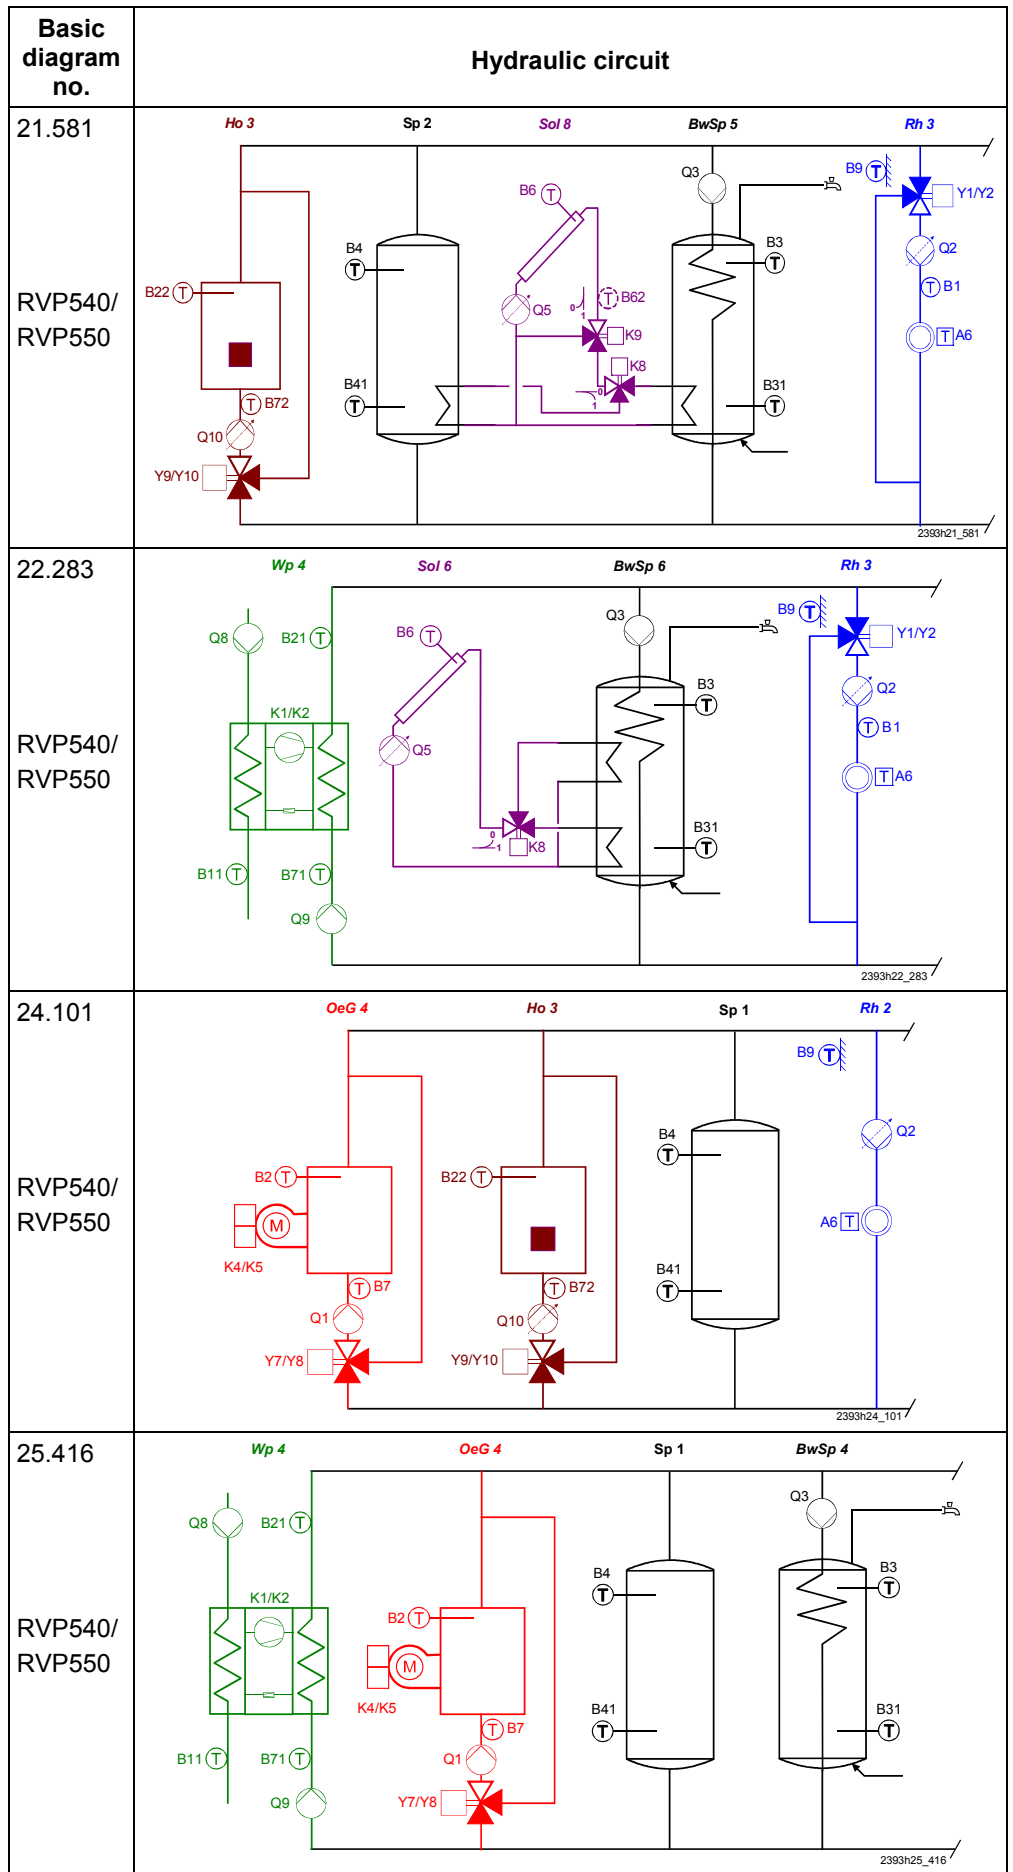 Basic
diagram
no.
Hydraulic circuit
21.581
RVP540/
RVP550
Ho 3 Sp 2 Sol 8 BwSp 5 Rh 3
B9 T Y1/Y2
Q3
B6 T
B4
T
B3
T
Q2
B22 T
T B62
T B1
Q5
0
1
K9
T A6
K8
0
1
B41
T
B31
T
T B72
Q10
Y9/Y10
2393h21_581
22.283
RVP540/
RVP550
Wp 4 Sol 6 BwSp 6 Rh 3
B9 T
Q3
Q8 B21 T B6 T Y1/Y2
B3
T
Q2
K1/K2
T B1
Q5
T A6
B31
T
0
1
K8
B11 T B71 T
Q9
2393h22_283
24.101
RVP540/
RVP550
OeG 4 Ho 3 Sp 1 Rh 2
B9 T
B4
T
Q2
B2 T B22 T
M
K4/K5
A6 T
B41
T
T B7 T B72
Q1 Q10
Y7/Y8 Y9/Y10
2393h24_101
25.416
RVP540/
RVP550
Wp 4 OeG 4 Sp 1 BwSp 4
Q3
Q8 B21 T
B4
T
B3
T
K1/K2
B2 T
M
K4/K5
B41
T
B31
T
T B7
B11 T B71 T Q1
Q9 Y7/Y8
2393h25_416